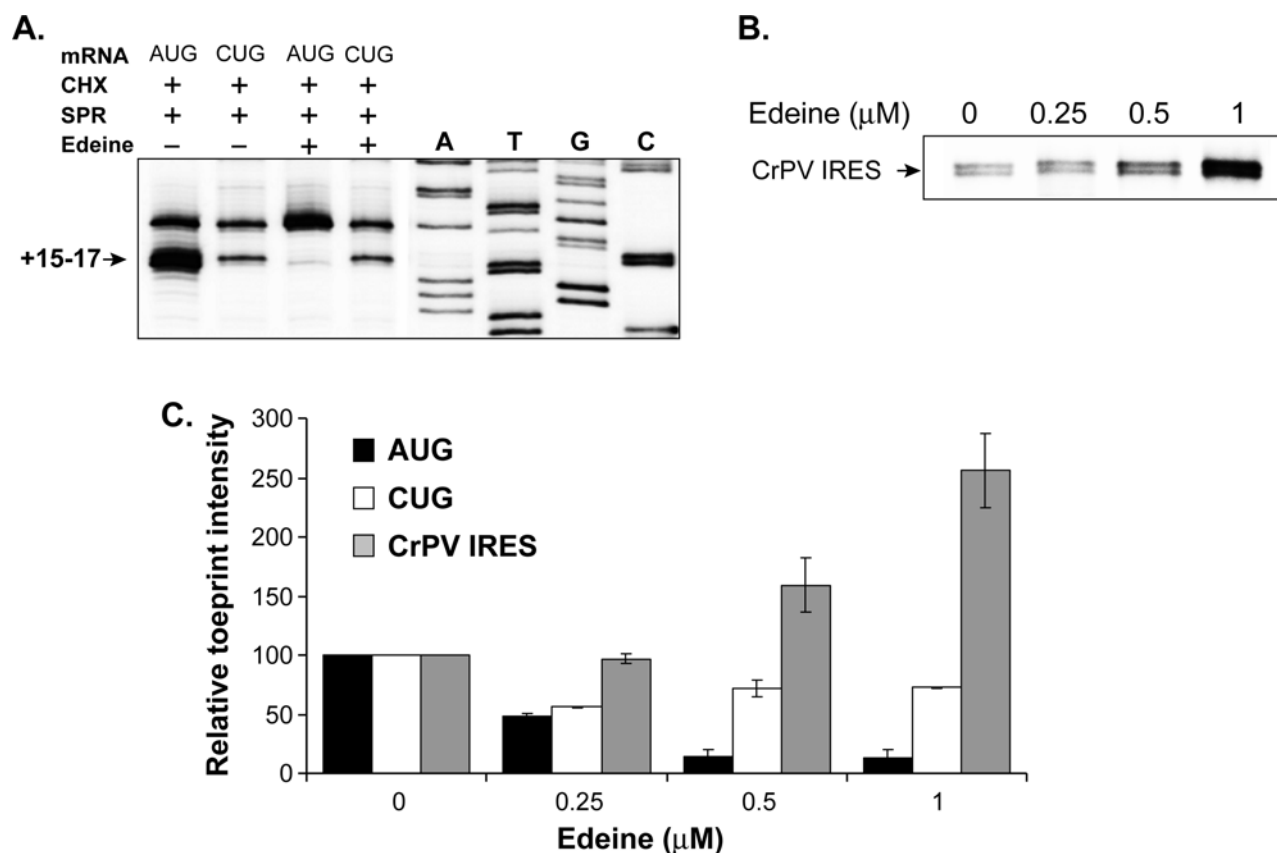 A.
mRNA AUG CUG AUG CUG
CHX + + + +
SPR + + + +
Edeine – – + + A T G C
+15-17
B.
Edeine (μM) 0 0.25 0.5 1
CrPV IRES
C.
300
250
200
150
100
50
0
Relative toeprint intensity
AUG
CUG
CrPV IRES
0 0.25 0.5 1
Edeine (μM)